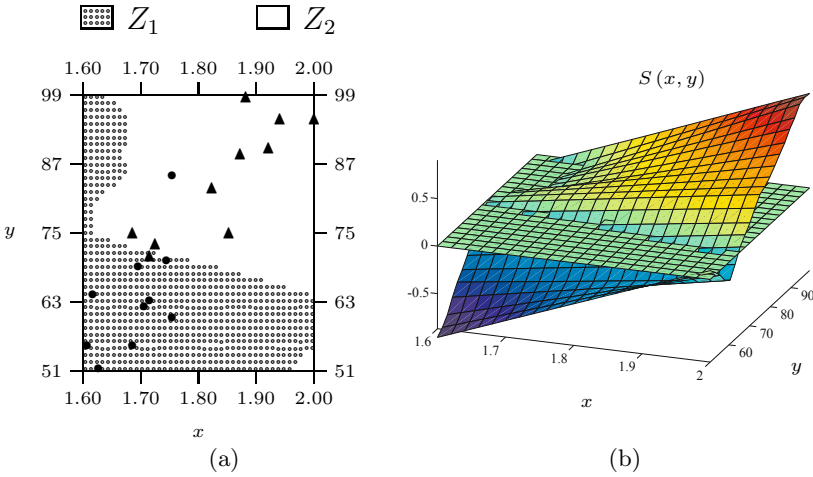 Z₁ Z₂
1.60 1.70 1.80 1.90 2.00
99 99
87 87
y 75 75
63 63
51 51
1.60 1.70 1.80 1.90 2.00
x
(a)
S (x, y)
0.5
0
-0.5
1.6 1.7 1.8 1.9 2
60 70 80 90
x y
(b)